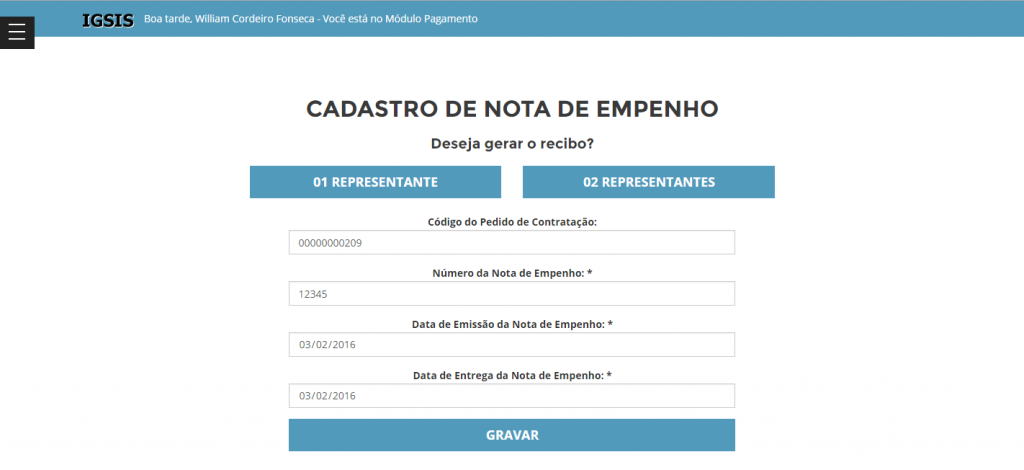 IGSIS Boa tarde, William Cordeiro Fonseca - Você está no Módulo Pagamento
CADASTRO DE NOTA DE EMPENHO
Deseja gerar o recibo?
01 REPRESENTANTE 02 REPRESENTANTES
Código do Pedido de Contratação:
00000000209
Número da Nota de Empenho: *
12345
Data de Emissão da Nota de Empenho: *
03/02/2016
Data de Entrega da Nota de Empenho: *
03/02/2016
GRAVAR